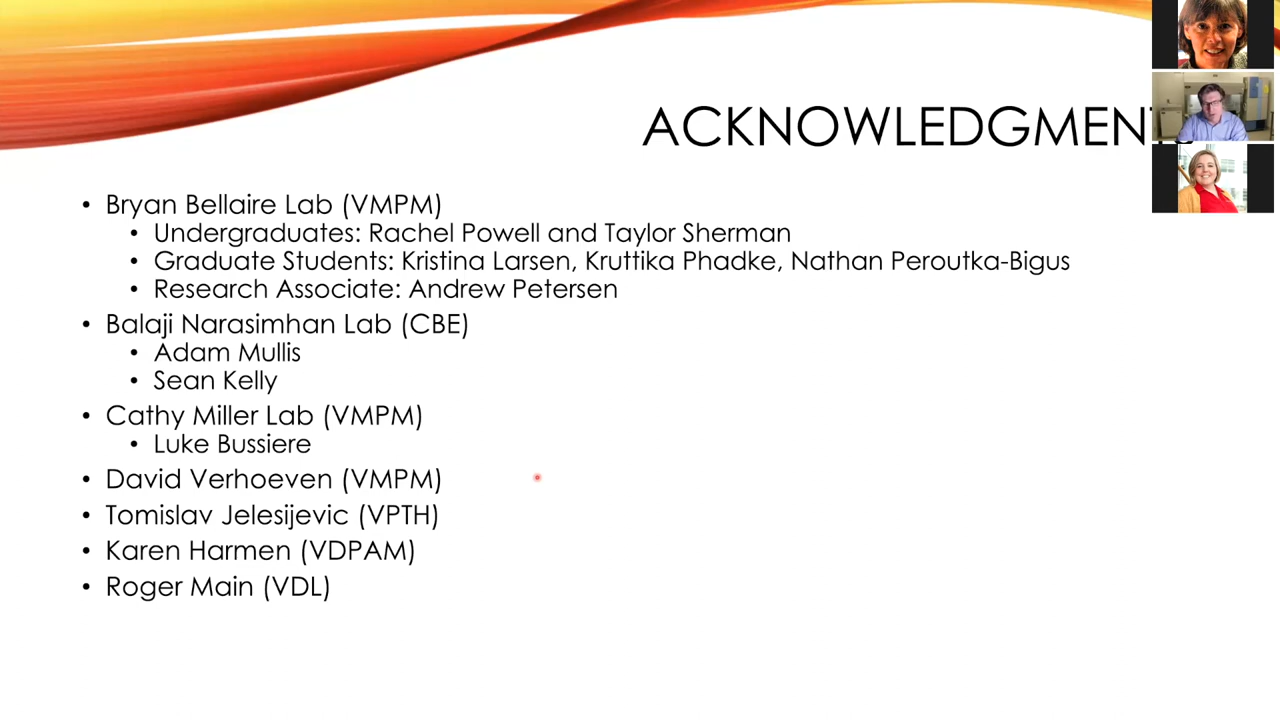 ACKNOWLEDGMENTS
• Bryan Bellaire Lab (VMPM)
• Undergraduates: Rachel Powell and Taylor Sherman
• Graduate Students: Kristina Larsen, Kruttika Phadke, Nathan Peroutka-Bigus
• Research Associate: Andrew Petersen
• Balaji Narasimhan Lab (CBE)
• Adam Mullis
• Sean Kelly
• Cathy Miller Lab (VMPM)
• Luke Bussiere
• David Verhoeven (VMPM)
• Tomislav Jelesijevic (VPTH)
• Karen Harmen (VDPAM)
• Roger Main (VDL)